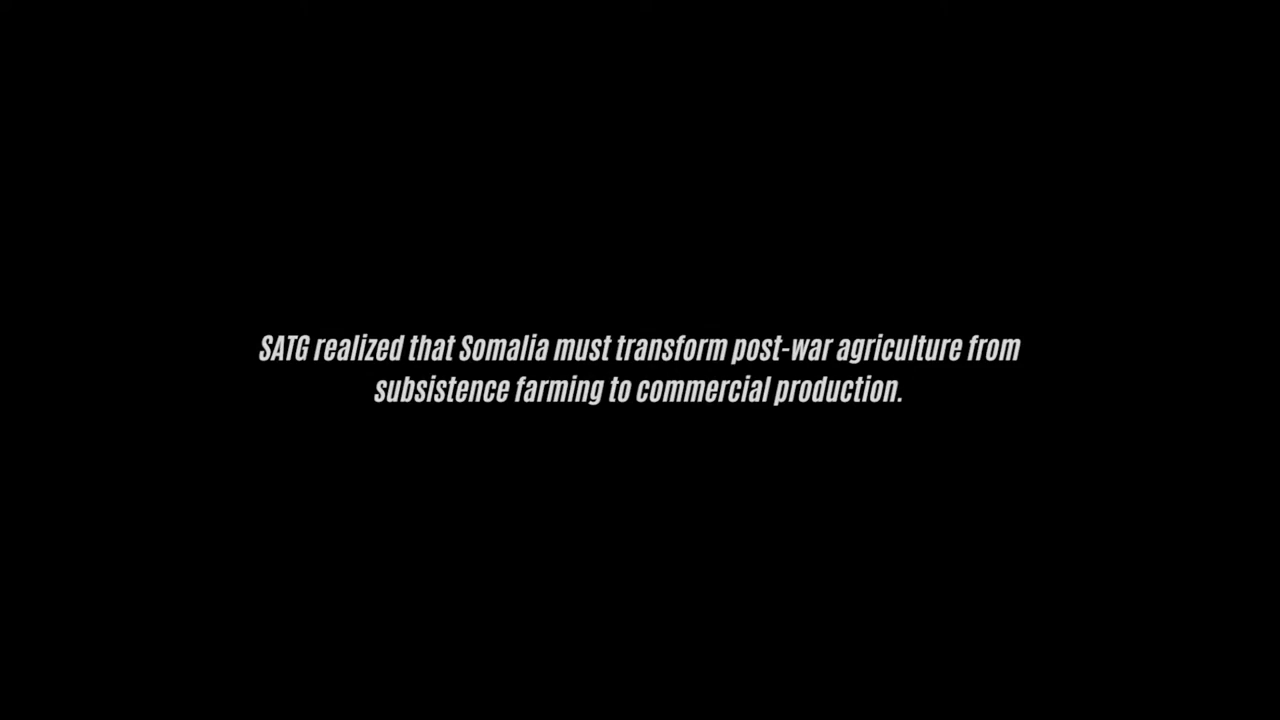 SATG realized that Somalia must transform post-war agriculture from
subsistence farming to commercial production.